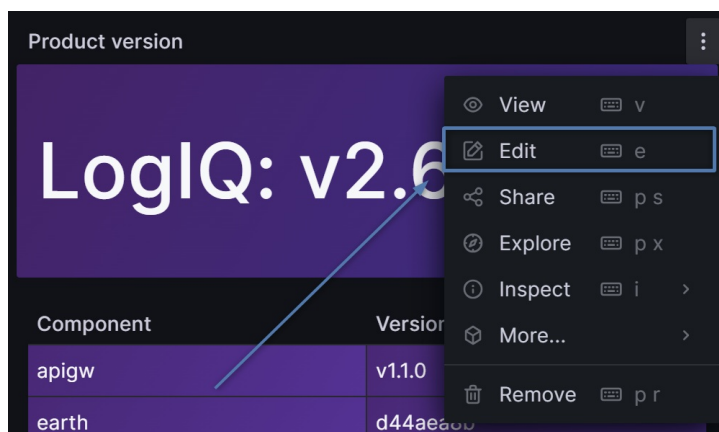 Product version
LogIQ: v2.6
View v
Edit e
Share p s
Explore p x
Inspect i
More...
Remove p r
Component Version
apigw v1.1.0
earth